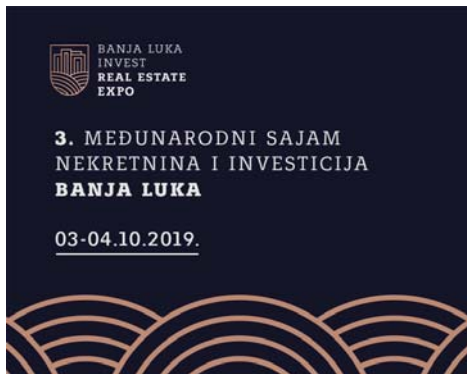 BANJA LUKA
INVEST
REAL ESTATE
EXPO
3. MEĐUNARODNI SAJAM
NEKRETNINA I INVESTICIJA
BANJA LUKA
03-04.10.2019.